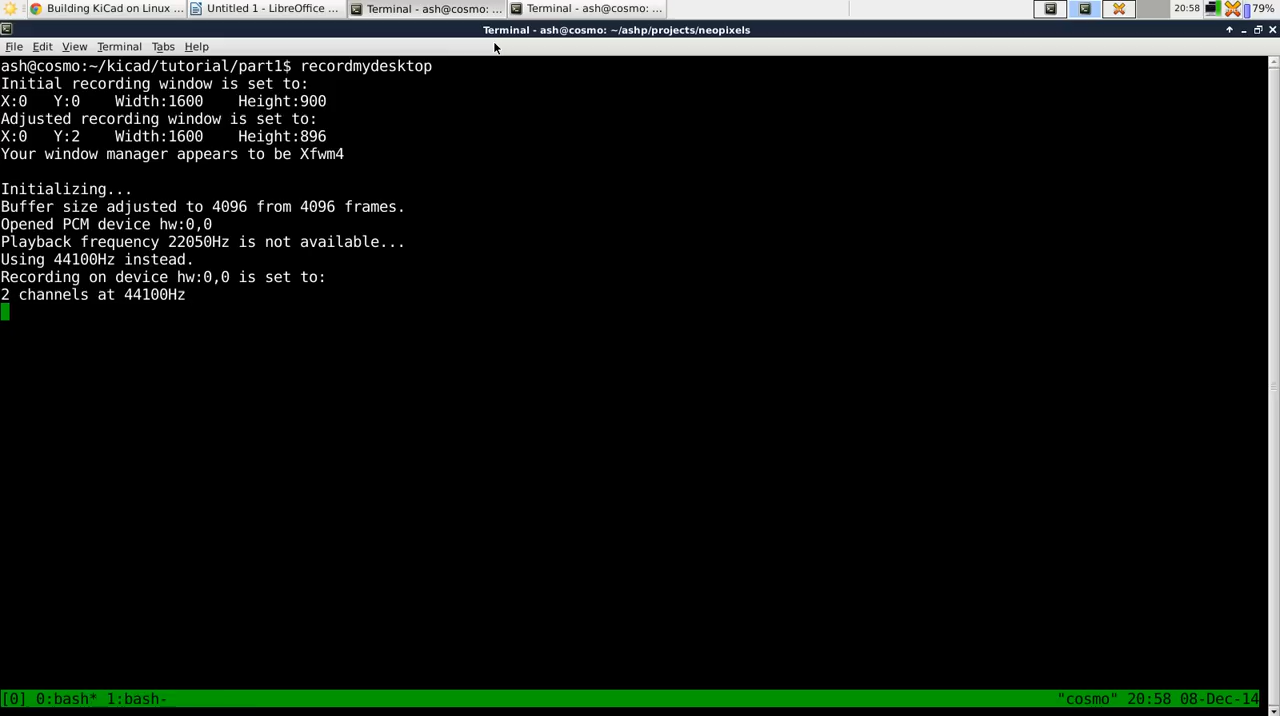 Building KiCad on Linux ... Untitled 1 - LibreOffice ... Terminal - ash@cosmo: ... Terminal - ash@cosmo: ... 20:58 79%
Terminal - ash@cosmo: ~/ashp/projects/neopixels
File Edit View Terminal Tabs Help
ash@cosmo:~/kicad/tutorial/part1$ recordmydesktop
Initial recording window is set to:
X:0 Y:0 Width:1600 Height:900
Adjusted recording window is set to:
X:0 Y:2 Width:1600 Height:896
Your window manager appears to be Xfwm4
Initializing...
Buffer size adjusted to 4096 from 4096 frames.
Opened PCM device hw:0,0
Playback frequency 22050Hz is not available...
Using 44100Hz instead.
Recording on device hw:0,0 is set to:
2 channels at 44100Hz
[0] 0:bash* 1:bash- "cosmo" 20:58 08-Dec-14